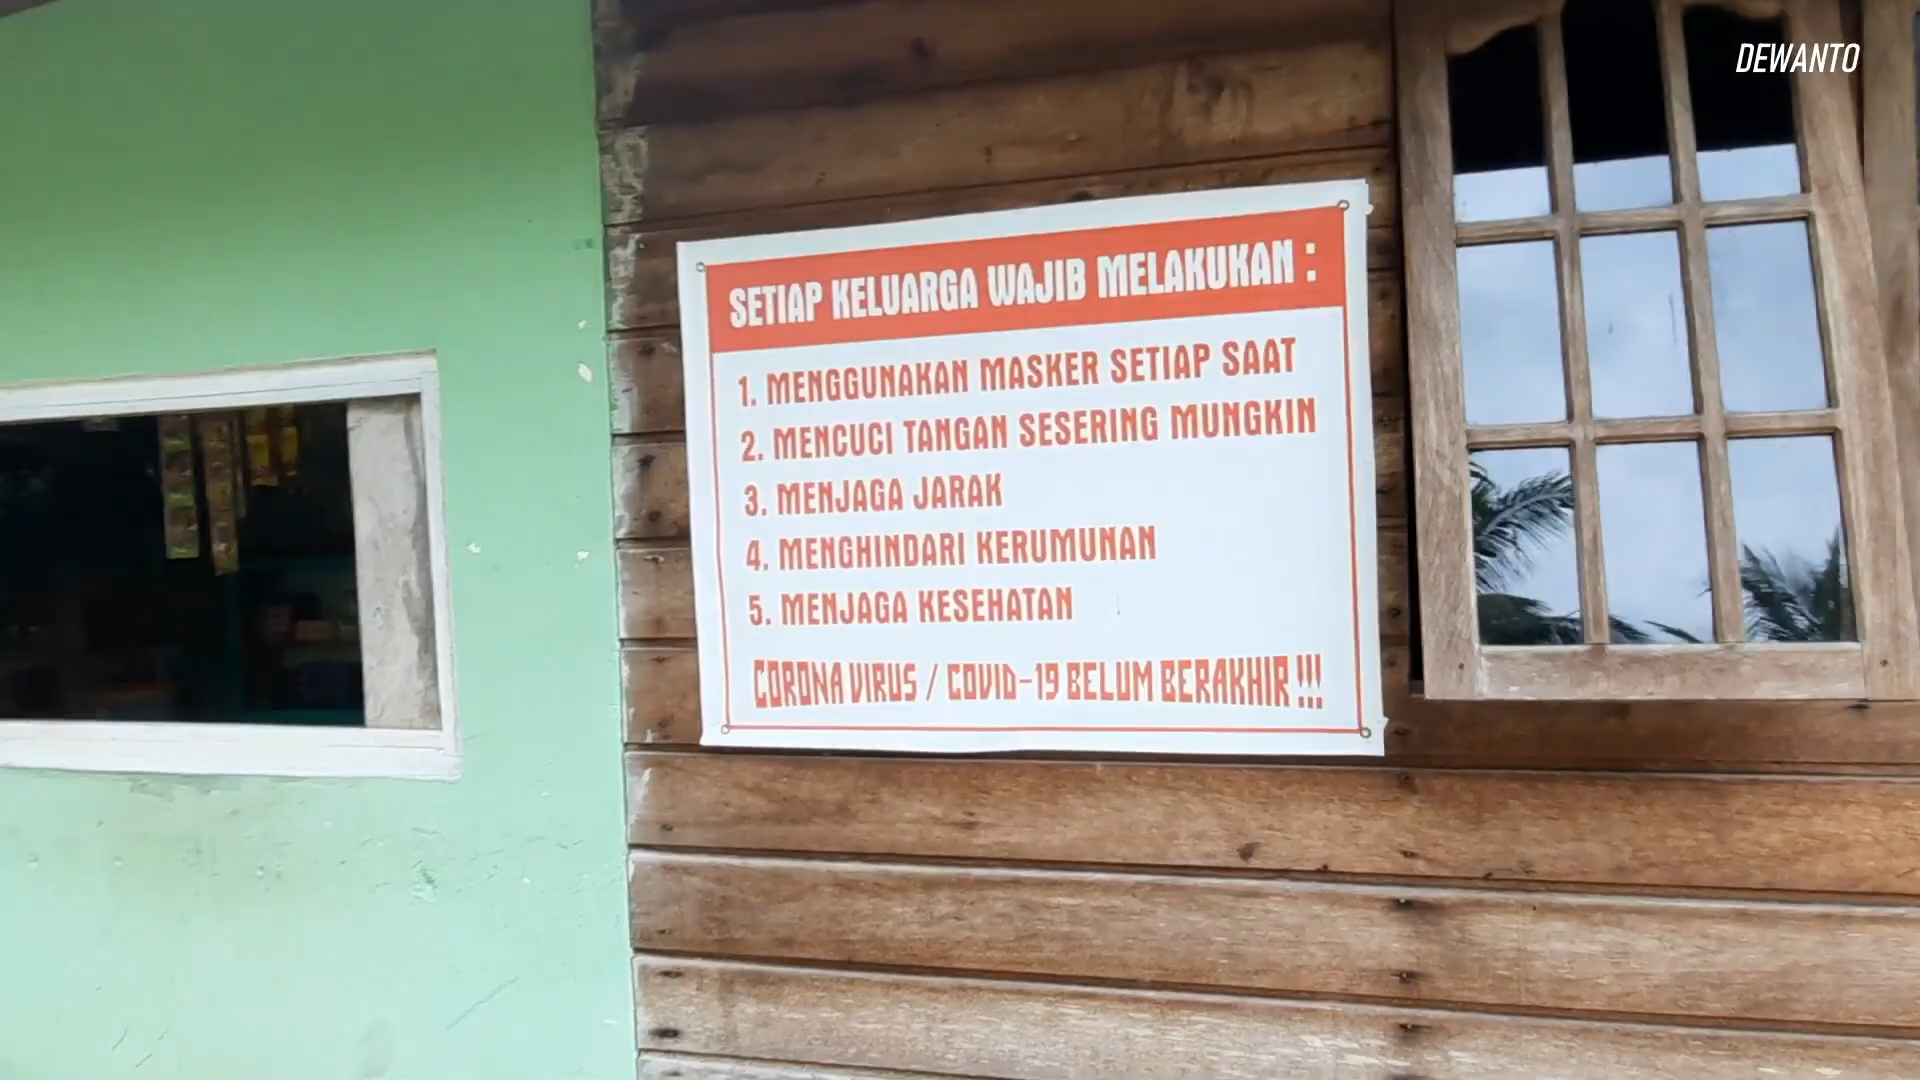 DEWANTO
SETIAP KELUARGA WAJIB MELAKUKAN :
1. MENGGUNAKAN MASKER SETIAP SAAT
2. MENCUCI TANGAN SESERING MUNGKIN
3. MENJAGA JARAK
4. MENGHINDARI KERUMUNAN
5. MENJAGA KESEHATAN
CORONA VIRUS / COVID-19 BELUM BERAKHIR !!!